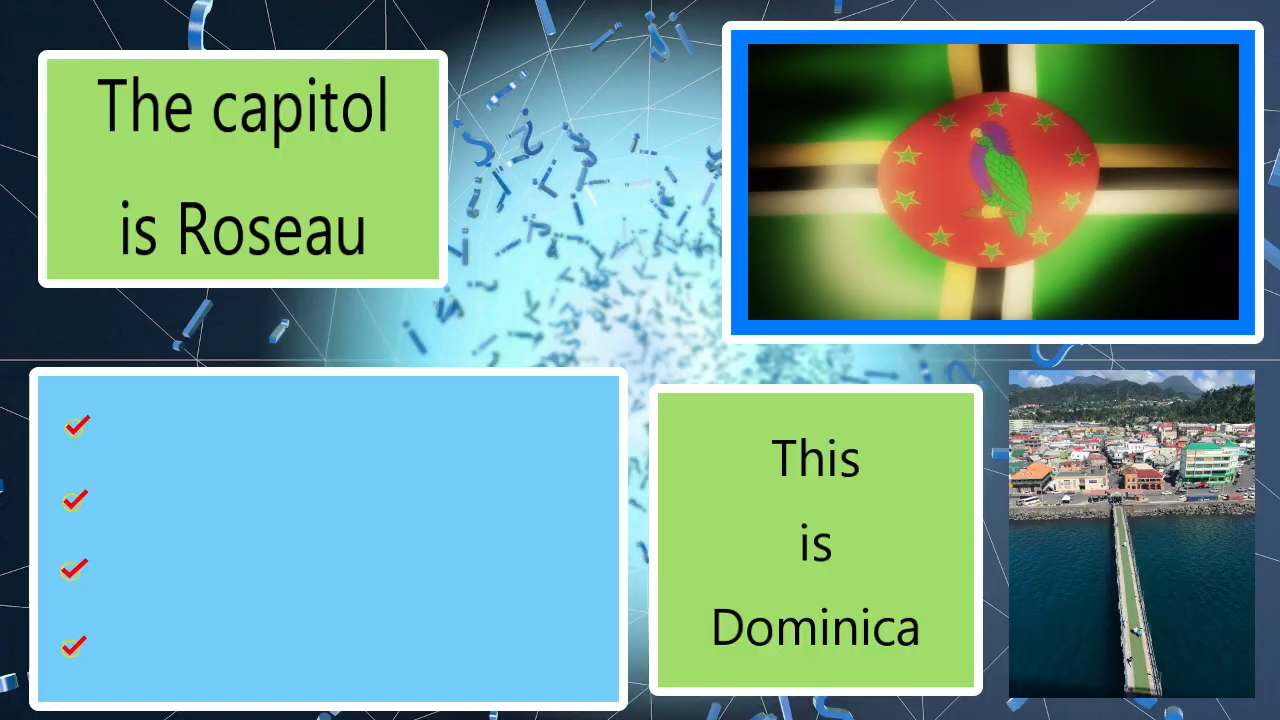 The capitol
is Roseau
This
is
Dominica